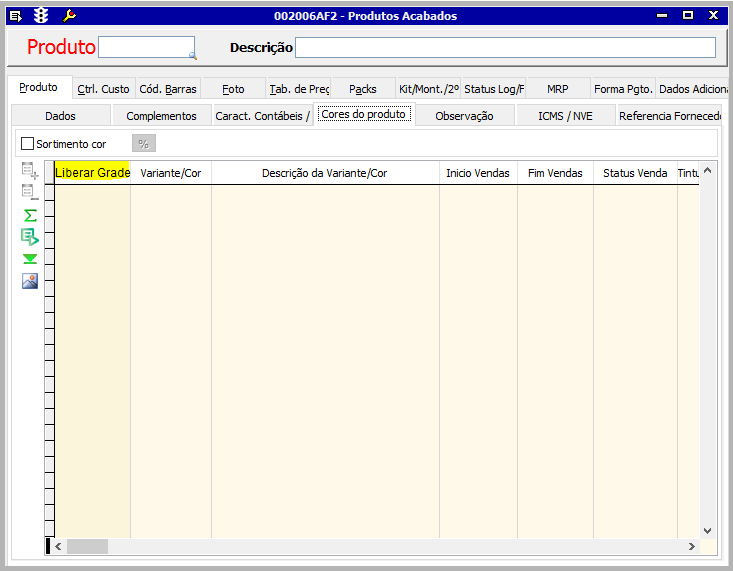 002006AF2 - Produtos Acabados
Produto Descrição
Produto Ctrl. Custo Cód. Barras Foto Tab. de Preç Packs Kit/Mont./2º Status Log/F MRP Forma Pgto. Dados Adiciona
Dados Complementos Caract. Contábeis / Cores do produto Observação ICMS / NVE Referencia Fornecedo
Sortimento cor %
Liberar Grade Variante/Cor Descrição da Variante/Cor Inicio Vendas Fim Vendas Status Venda Tintu